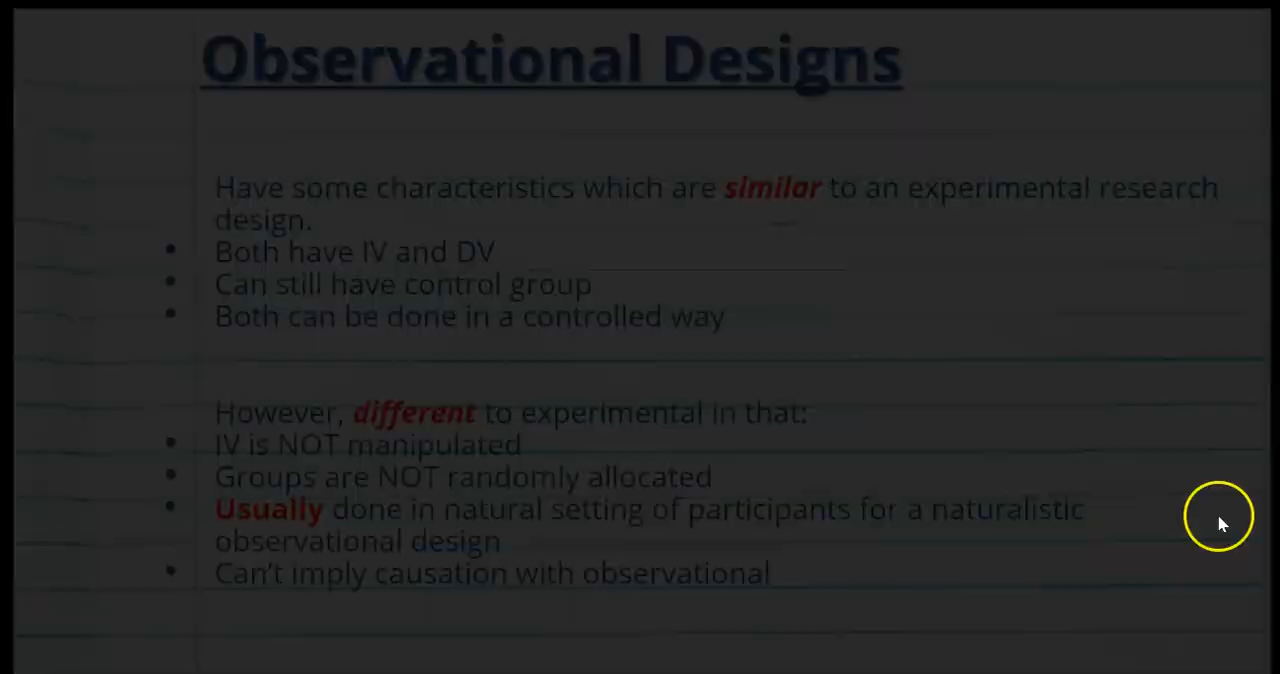 Observational Designs
Have some characteristics which are similar to an experimental research
design.
• Both have IV and DV
• Can still have control group
• Both can be done in a controlled way
However, different to experimental in that:
• IV is NOT manipulated
• Groups are NOT randomly allocated
• Usually done in natural setting of participants for a naturalistic
observational design
• Can't imply causation with observational